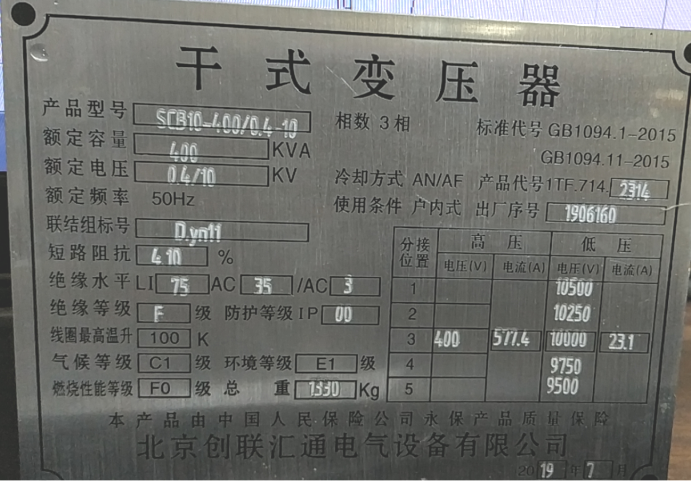 干式变压器
产品型号 SCB10-400/0.4-10 相数 3相 标准代号 GB1094.1-2015
额定容量 400 KVA GB1094.11-2015
额定电压 0.4/10 KV 冷却方式 AN/AF 产品代号1TF.714. 2314
额定频率 50Hz 使用条件 户内式 出厂序号 1906160
联结组标号 D.yn11
短路阻抗 4.10 %
绝缘水平 LI 75 AC 35 /AC 3
绝缘等级 F 级 防护等级 IP 00
线圈最高温升 100 K
气候等级 C1 级 环境等级 E1 级
燃烧性能等级 F0 级 总重 1330 Kg
分接位置 高压 低压
电压(V) 电流(A) 电压(V) 电流(A)
1 10500
2 10250
3 400 577.4 10000 23.1
4 9750
5 9500
本产品由中国人民保险公司永保产品质量保险
北京创联汇通电气设备有限公司
2019年7月